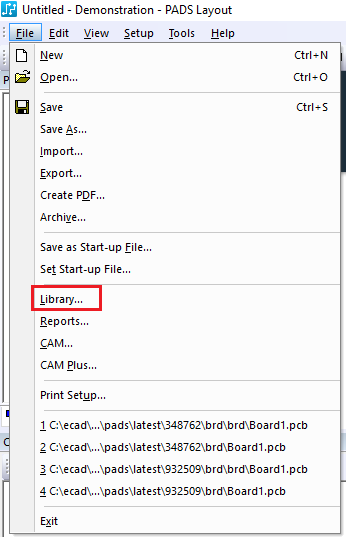 Untitled - Demonstration - PADS Layout
File Edit View Setup Tools Help
New Ctrl+N
Open... Ctrl+O
Save Ctrl+S
Save As...
Import...
Export...
Create PDF...
Archive...
Save as Start-up File...
Set Start-up File...
Library...
Reports...
CAM...
CAM Plus...
Print Setup...
1 C:\ecad\...\pads\latest\348762\brd\brd\Board1.pcb
2 C:\ecad\...\pads\latest\348762\brd\Board1.pcb
3 C:\ecad\...\pads\latest\932509\brd\brd\Board1.pcb
4 C:\ecad\...\pads\latest\932509\brd\Board1.pcb
Exit